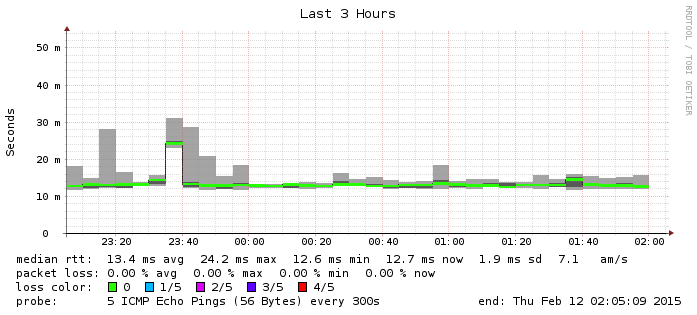 Last 3 Hours
RRDTOOL / TOBI OETIKER
Seconds
50 m
40 m
30 m
20 m
10 m
0
23:20 23:40 00:00 00:20 00:40 01:00 01:20 01:40 02:00
median rtt: 13.4 ms avg 24.2 ms max 12.6 ms min 12.7 ms now 1.9 ms sd 7.1 am/s
packet loss: 0.00 % avg 0.00 % max 0.00 % min 0.00 % now
loss color: 0 1/5 2/5 3/5 4/5
probe: 5 ICMP Echo Pings (56 Bytes) every 300s end: Thu Feb 12 02:05:09 2015